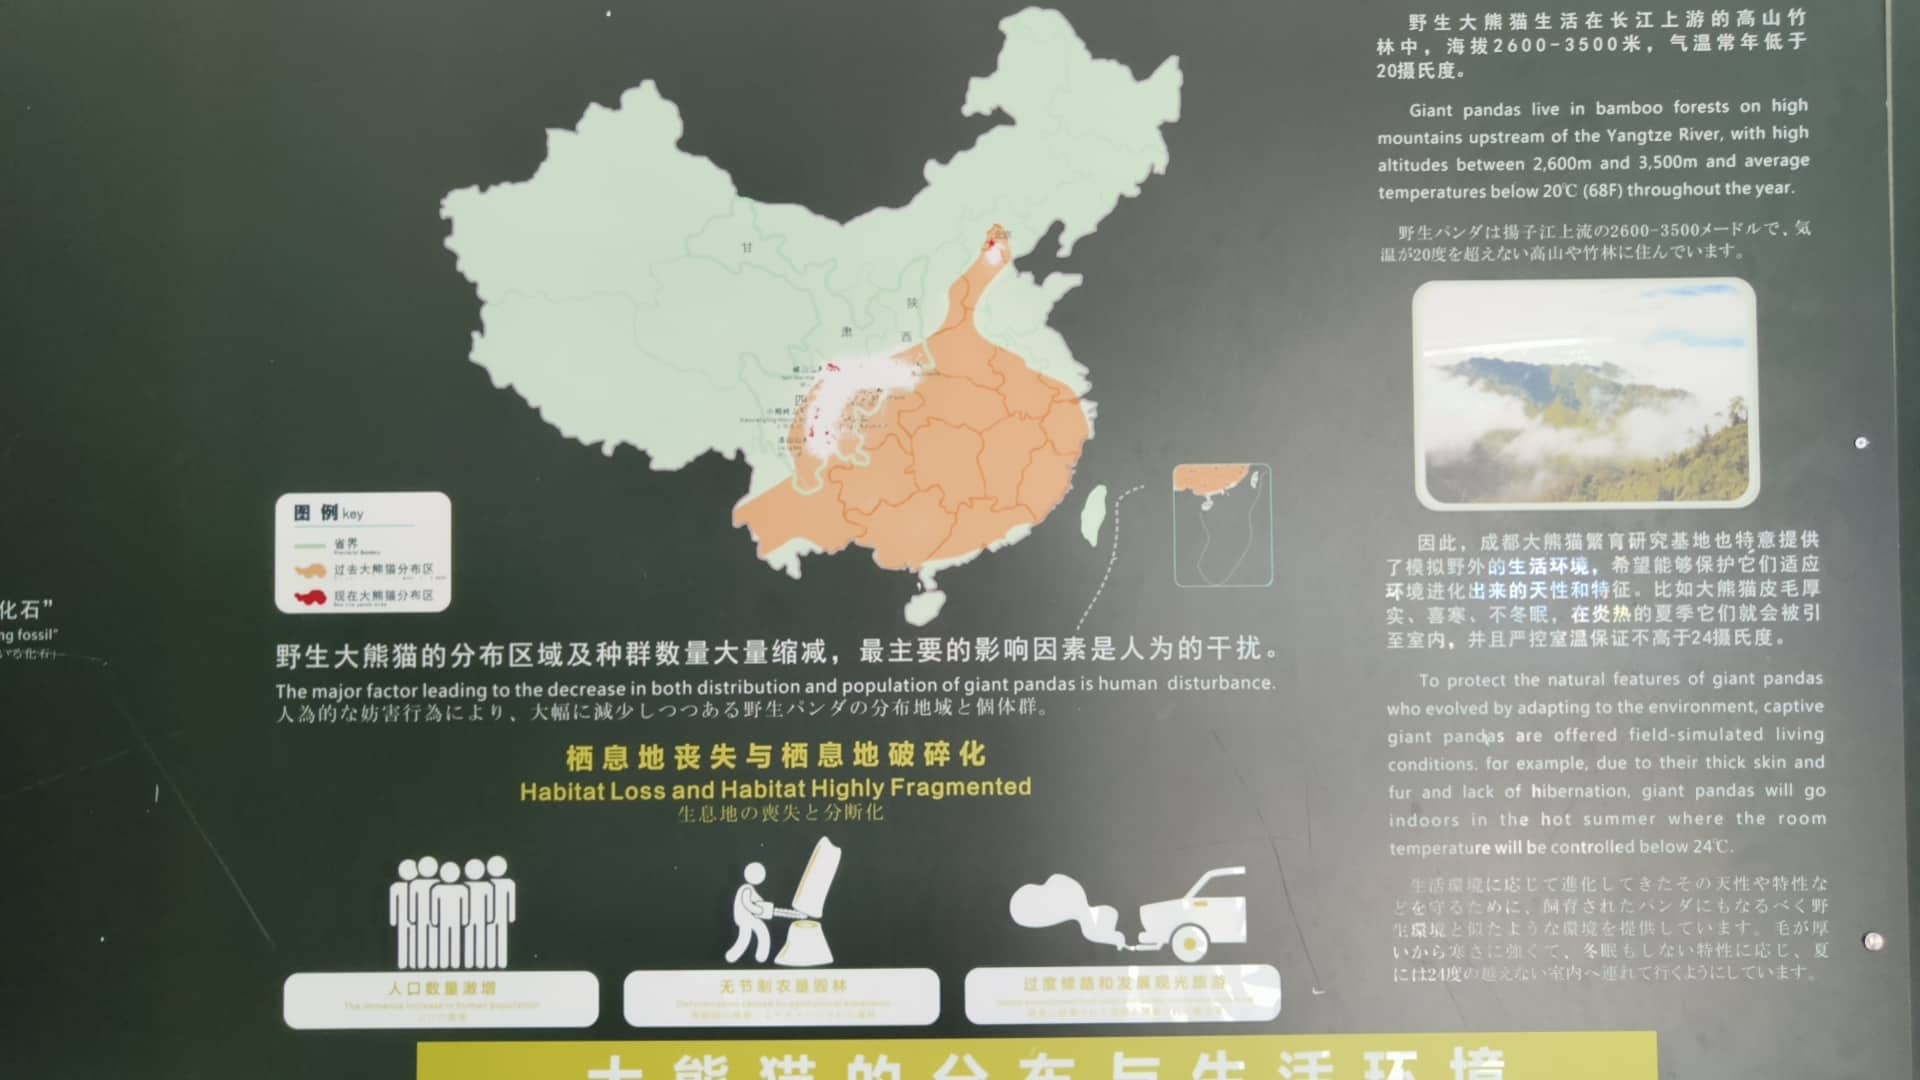 化石”
ng fossil”
甘
肃
陕
西
四
图 例 key
省界
过去大熊猫分布区
现在大熊猫分布区
野生大熊猫的分布区域及种群数量大量缩减，最主要的影响因素是人为的干扰。
The major factor leading to the decrease in both distribution and population of giant pandas is human disturbance.
人為的な妨害行為により、大幅に減少しつつある野生パンダの分布地域と個体群。
栖息地丧失与栖息地破碎化
Habitat Loss and Habitat Highly Fragmented
生息地の喪失と分断化
人口数量激增
The immense increase in human population
无节制农垦毁林
Deforestation caused by agricultural expansion
过度修路和发展观光旅游
野生大熊猫生活在长江上游的高山竹
林中，海拔2600-3500米，气温常年低于
20摄氏度。
Giant pandas live in bamboo forests on high
mountains upstream of the Yangtze River, with high
altitudes between 2,600m and 3,500m and average
temperatures below 20℃ (68F) throughout the year.
野生パンダは揚子江上流の2600-3500メードルで、気
温が20度を超えない高山や竹林に住んでいます。
因此，成都大熊猫繁育研究基地也特意提供
了模拟野外的生活环境，希望能够保护它们适应
环境进化出来的天性和特征。比如大熊猫皮毛厚
实、喜寒、不冬眠，在炎热的夏季它们就会被引
至室内，并且严控室温保证不高于24摄氏度。
To protect the natural features of giant pandas
who evolved by adapting to the environment, captive
giant pandas are offered field-simulated living
conditions. for example, due to their thick skin and
fur and lack of hibernation, giant pandas will go
indoors in the hot summer where the room
temperature will be controlled below 24℃.
生活環境に応じて進化してきたその天性や特性な
どを守るために、飼育されたパンダにもなるべく野
生環境と似たような環境を提供しています。毛が厚
いから寒さに強くて、冬眠もしない特性に応じ、夏
には24度の越えない室内へ連れて行くようにしています。
大熊猫的分布与生活环境